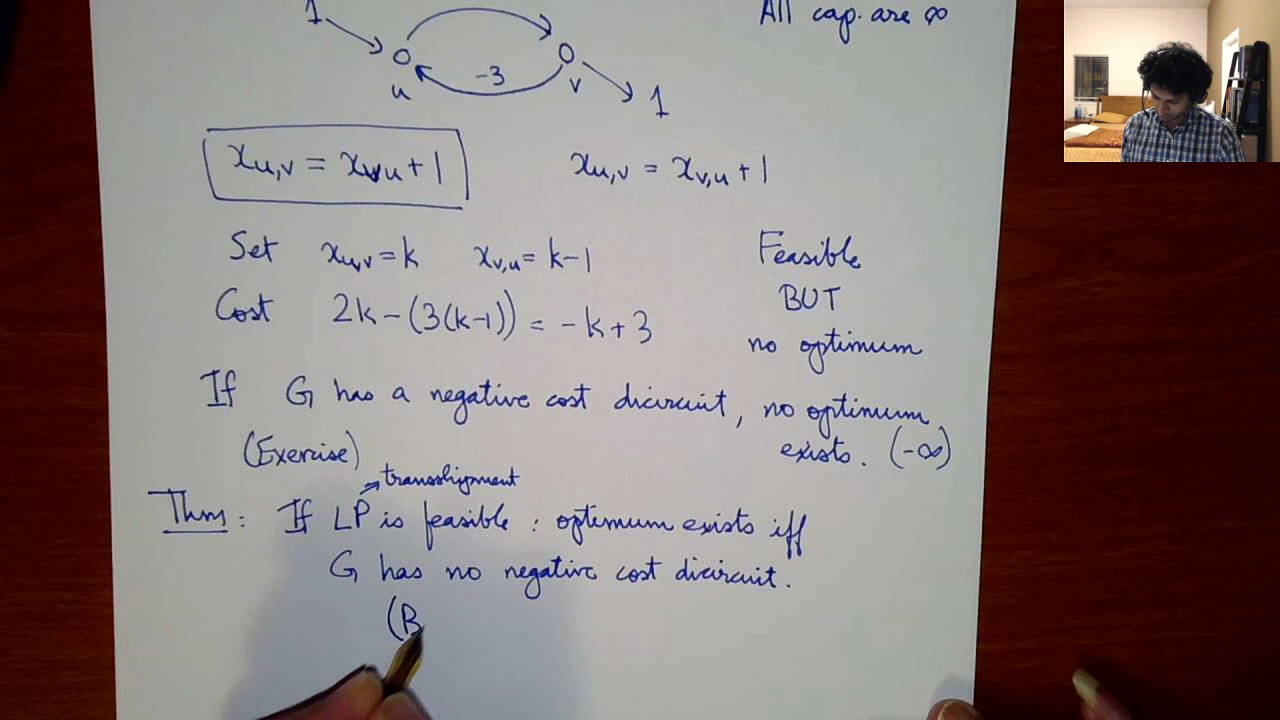 All cap. are ∞
1
-3
u
v
1
x_{u,v} = x_{v,u} + 1
x_{u,v} = x_{v,u} + 1
Set x_{u,v} = k x_{v,u} = k-1
Feasible
BUT
no optimum
Cost 2k - (3(k-1)) = -k+3
If G has a negative cost dicircuit, no optimum
(Exercise)
exists. (-∞)
transshipment
Thm: If LP is feasible : optimum exists iff
G has no negative cost dicircuit.
(B